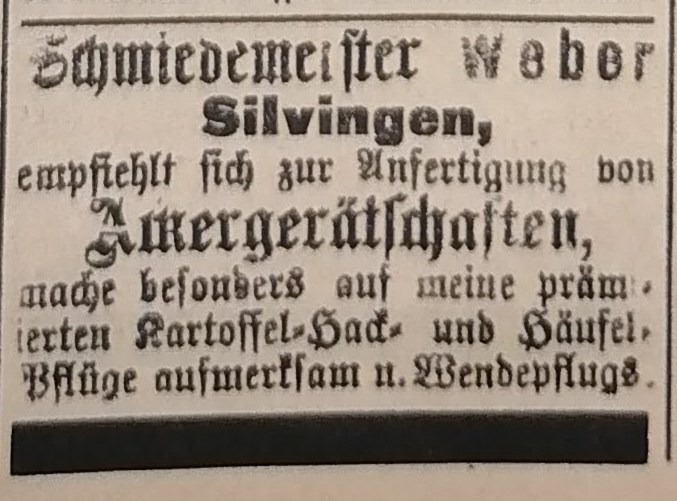 Schmiedemeister Weber
Silvingen,
empfiehlt sich zur Anfertigung von
Ackergerätschaften,
mache besonders auf meine prämi-
ierten Kartoffel-Hack- und Häufel-
Pflüge aufmerksam u. Wendepflugs.